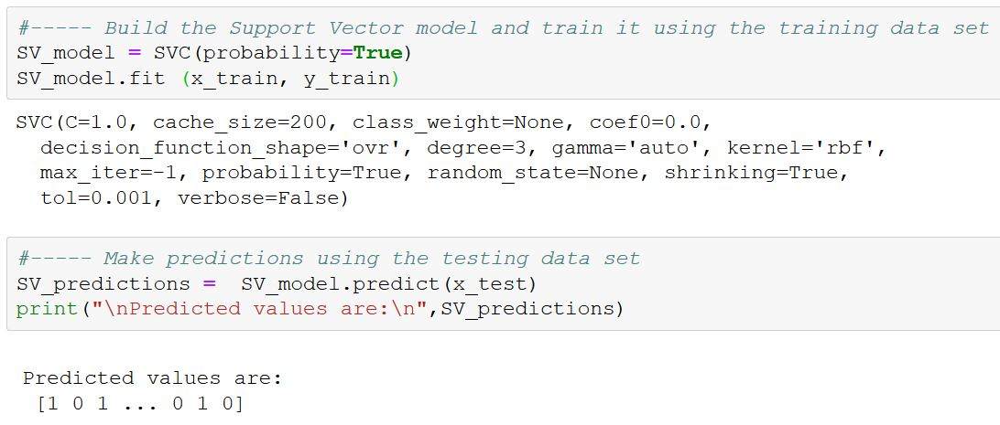 #----- Build the Support Vector model and train it using the training data set
SV_model = SVC(probability=True)
SV_model.fit (x_train, y_train)
SVC(C=1.0, cache_size=200, class_weight=None, coef0=0.0,
  decision_function_shape='ovr', degree=3, gamma='auto', kernel='rbf',
  max_iter=-1, probability=True, random_state=None, shrinking=True,
  tol=0.001, verbose=False)
#----- Make predictions using the testing data set
SV_predictions =  SV_model.predict(x_test)
print("\nPredicted values are:\n",SV_predictions)
Predicted values are:
 [1 0 1 ... 0 1 0]